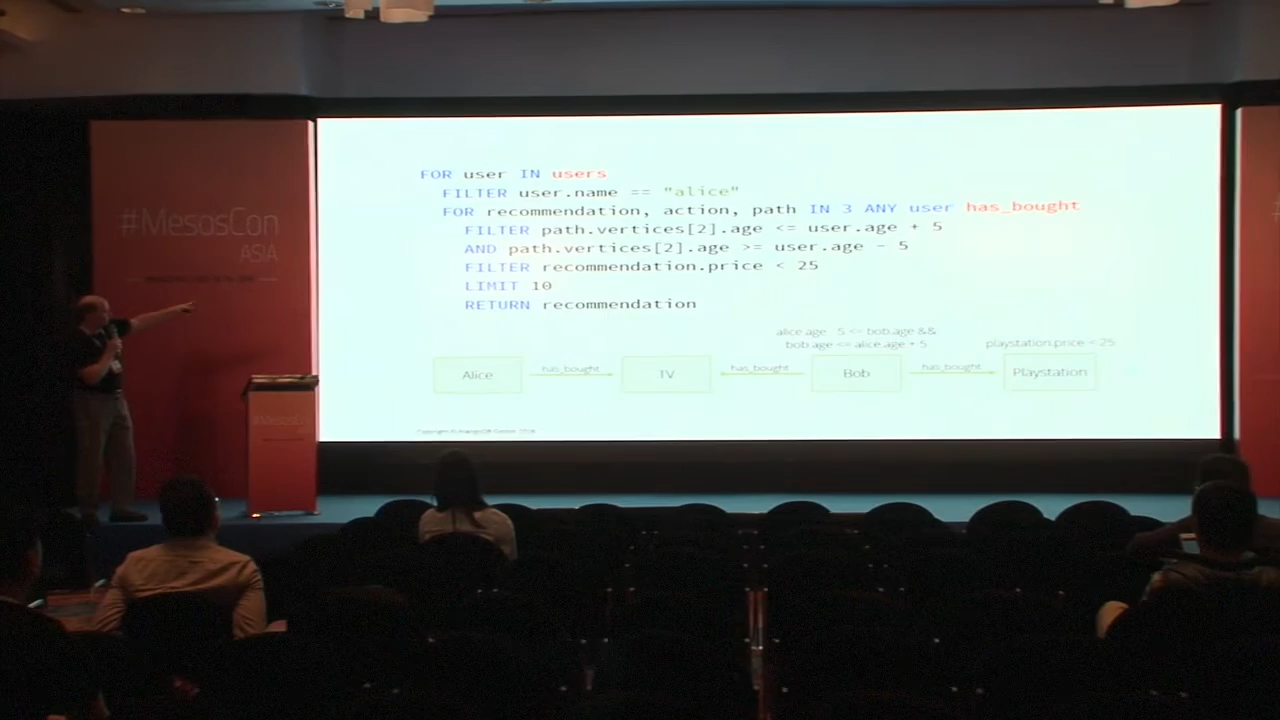 #MesosCon
ASIA
FOR user IN users
FILTER user.name == "alice"
FOR recommendation, action, path IN 3 ANY user has_bought
FILTER path.vertices[2].age <= user.age + 5
AND path.vertices[2].age >= user.age - 5
FILTER recommendation.price < 25
LIMIT 10
RETURN recommendation
alice.age - 5 <= bob.age &&
bob.age <= alice.age + 5
playstation.price < 25
Alice
has_bought
TV
has_bought
Bob
has_bought
Playstation
#MesosCon